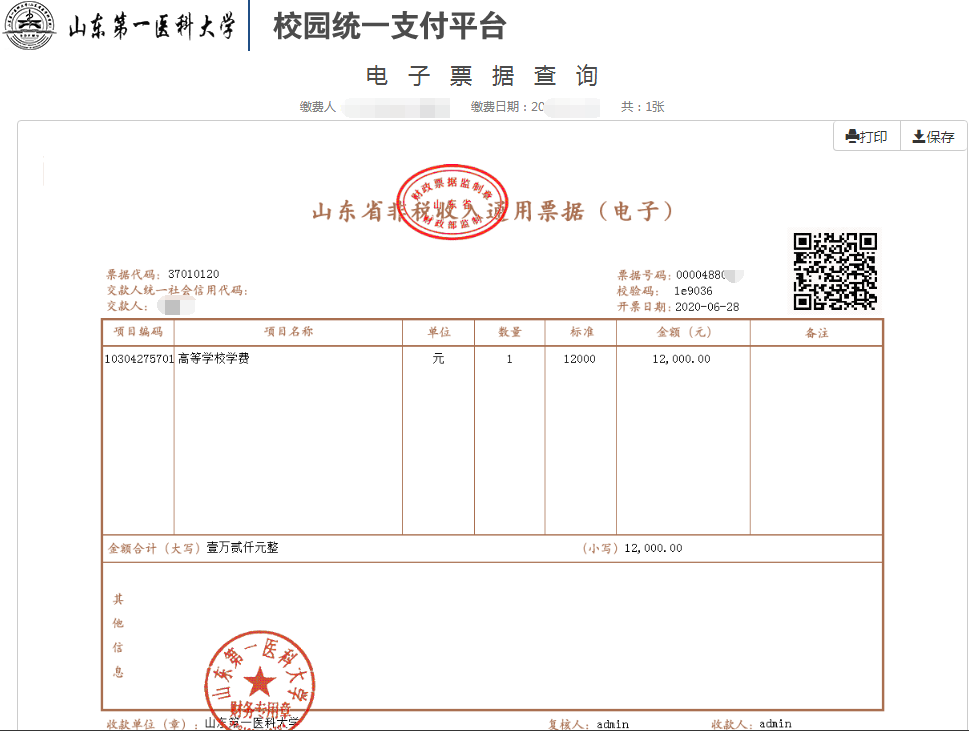 山东第一医科大学 校园统一支付平台
电子票据查询
缴费人 缴费日期：20 共：1张
打印 保存
财政票据监制章
山东省
财政部监制
山东省非税收入通用票据（电子）
票据代码：37010120 票据号码：00004880
交款人统一社会信用代码： 校验码：1e9036
交款人： 开票日期：2020-06-28
项目编码 项目名称 单位 数量 标准 金额（元） 备注
10304275701 高等学校学费 元 1 12000 12,000.00
金额合计（大写）壹万贰仟元整 （小写）12,000.00
其他信息
山东第一医科大学
财务专用章
收款单位（章）：山东第一医科大学 复核人：admin 收款人：admin